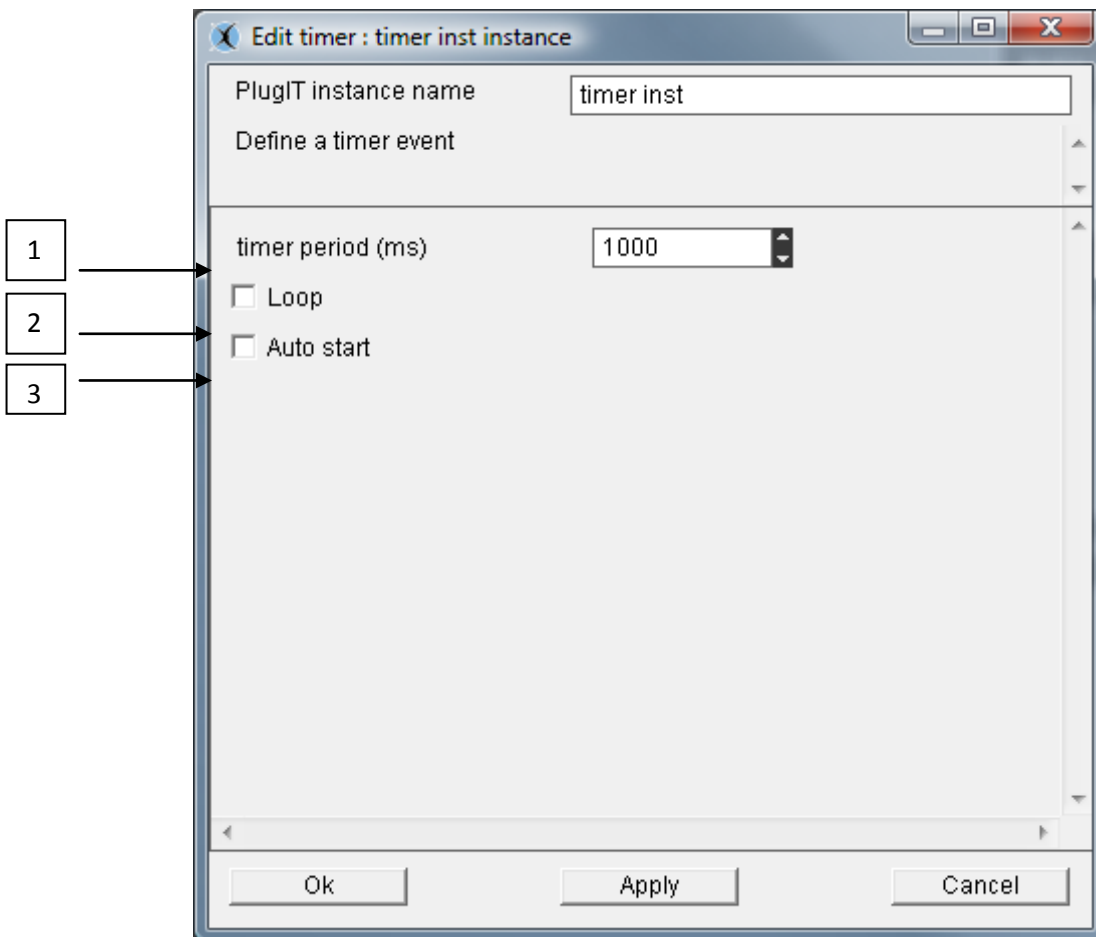 Edit timer : timer inst instance
PlugIT instance name timer inst
Define a timer event
1
timer period (ms) 1000
Loop
2
Auto start
3
Ok Apply Cancel